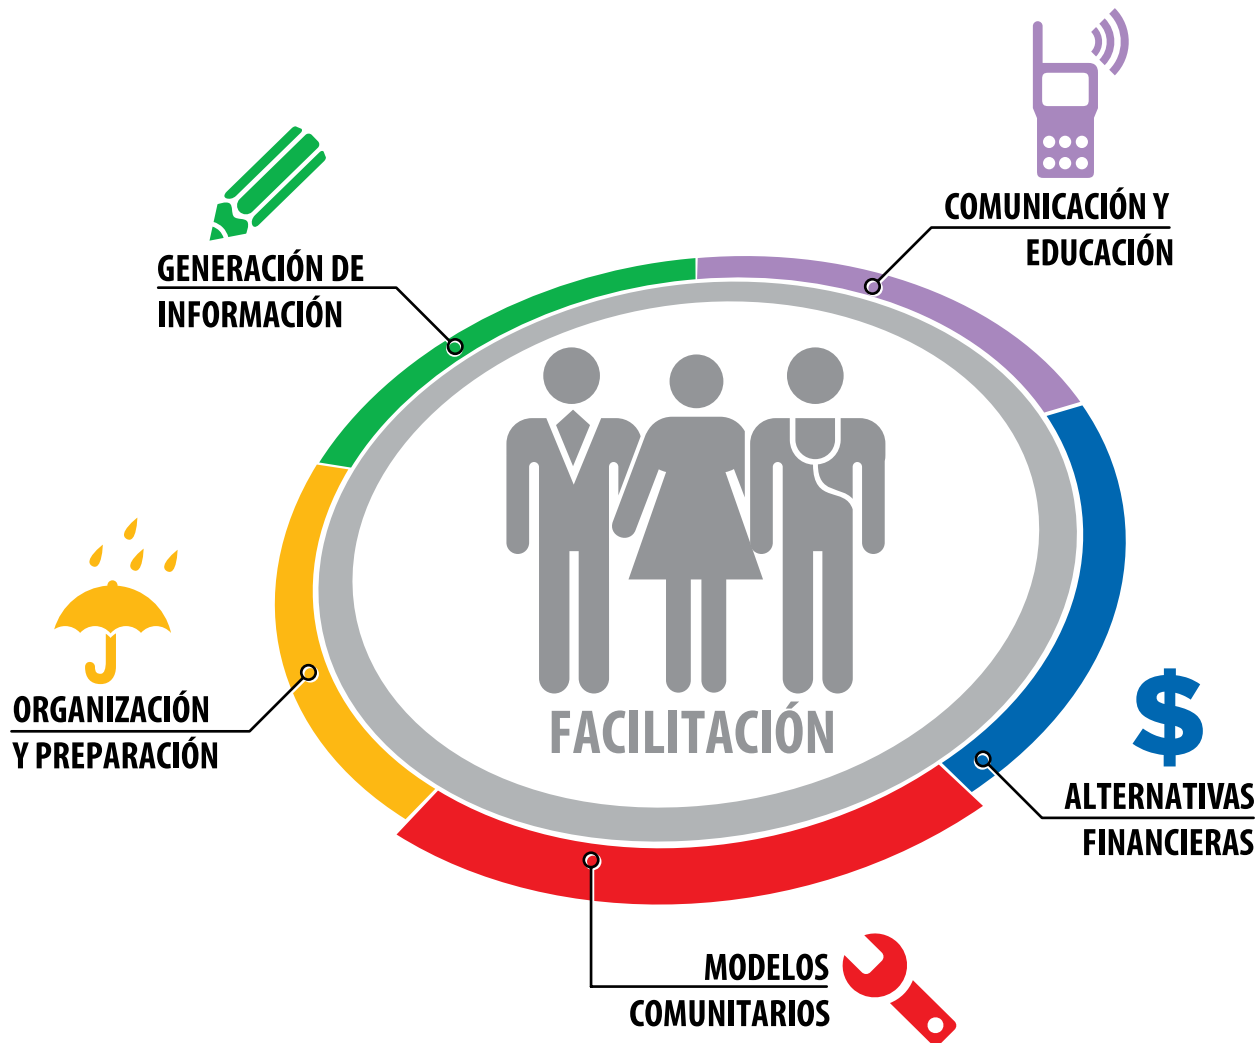 COMUNICACIÓN Y
EDUCACIÓN
GENERACIÓN DE
INFORMACIÓN
ORGANIZACIÓN
Y PREPARACIÓN
FACILITACIÓN
$
ALTERNATIVAS
FINANCIERAS
MODELOS
COMUNITARIOS